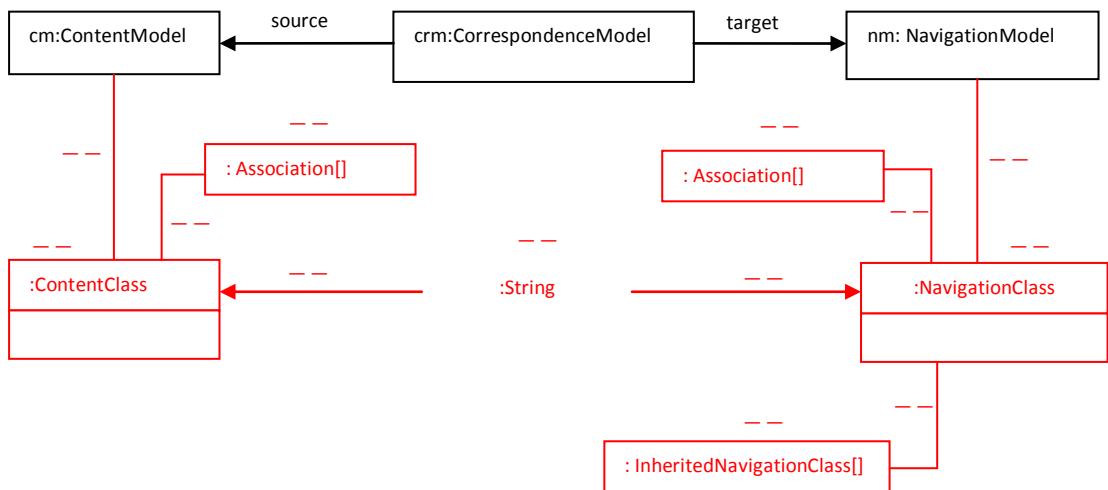 source
target
cm:ContentModel
crm:CorrespondenceModel
nm: NavigationModel
— —
— —
— —
: Association[]
— —
: Association[]
— —
— —
— —
— —
— —
— —
:ContentClass
— —
:String
— —
:NavigationClass
— —
— —
: InheritedNavigationClass[]